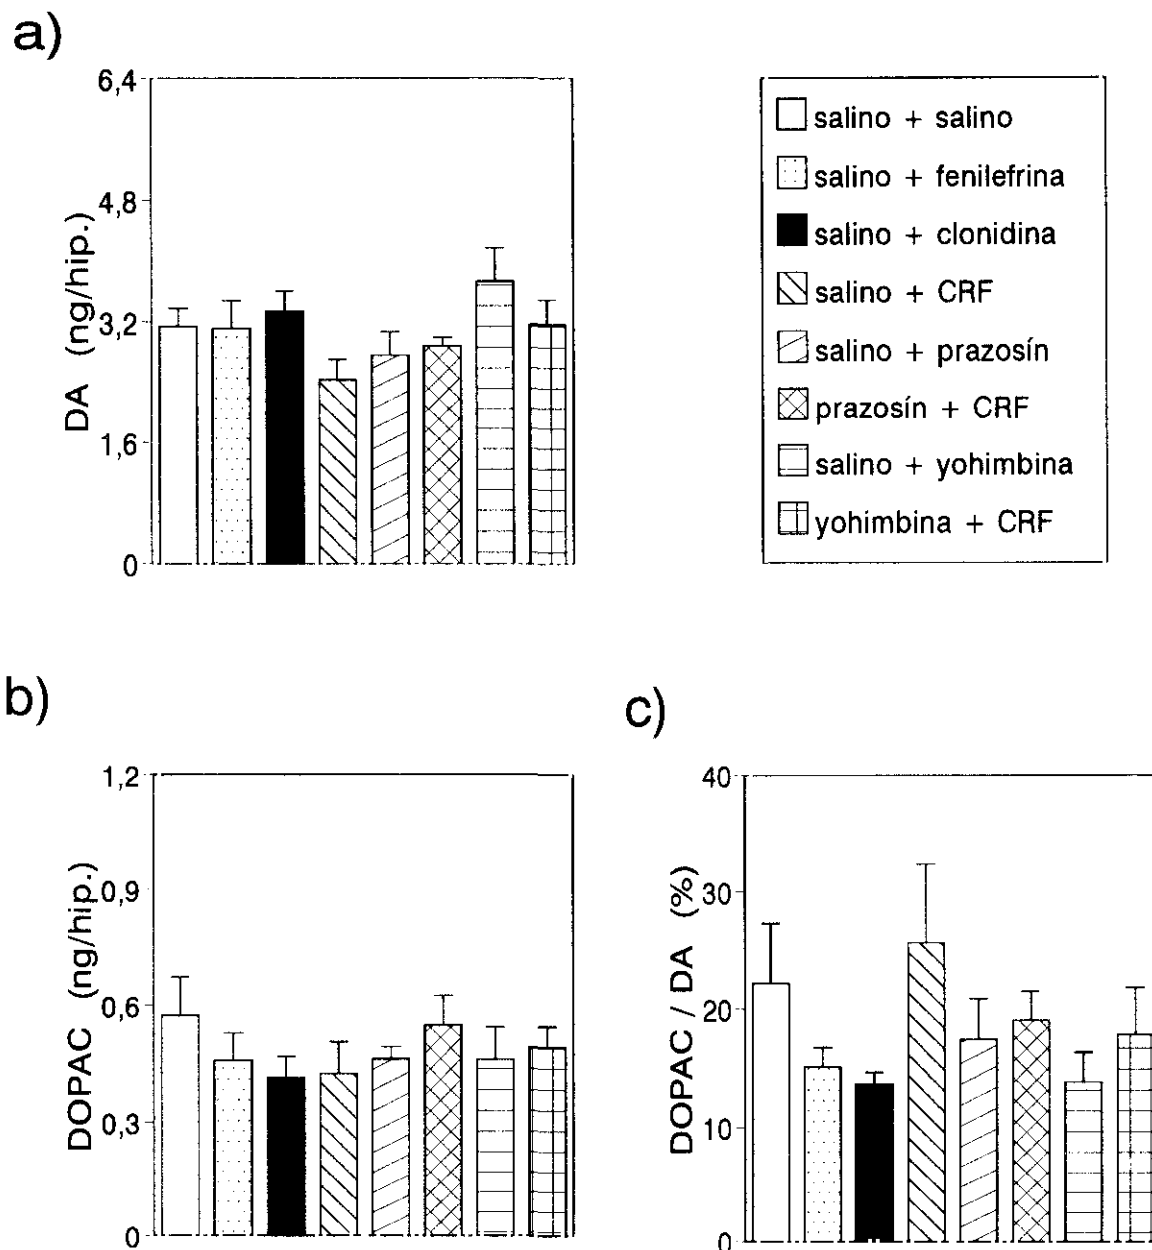 a)
6,4
4,8
3,2
1,6
0
DA (ng/hip.)
salino + salino
salino + fenilefrina
salino + clonidina
salino + CRF
salino + prazosín
prazosín + CRF
salino + yohimbina
yohimbina + CRF
b)
1,2
0,9
0,6
0,3
0
DOPAC (ng/hip.)
c)
40
30
20
10
0
DOPAC / DA (%)